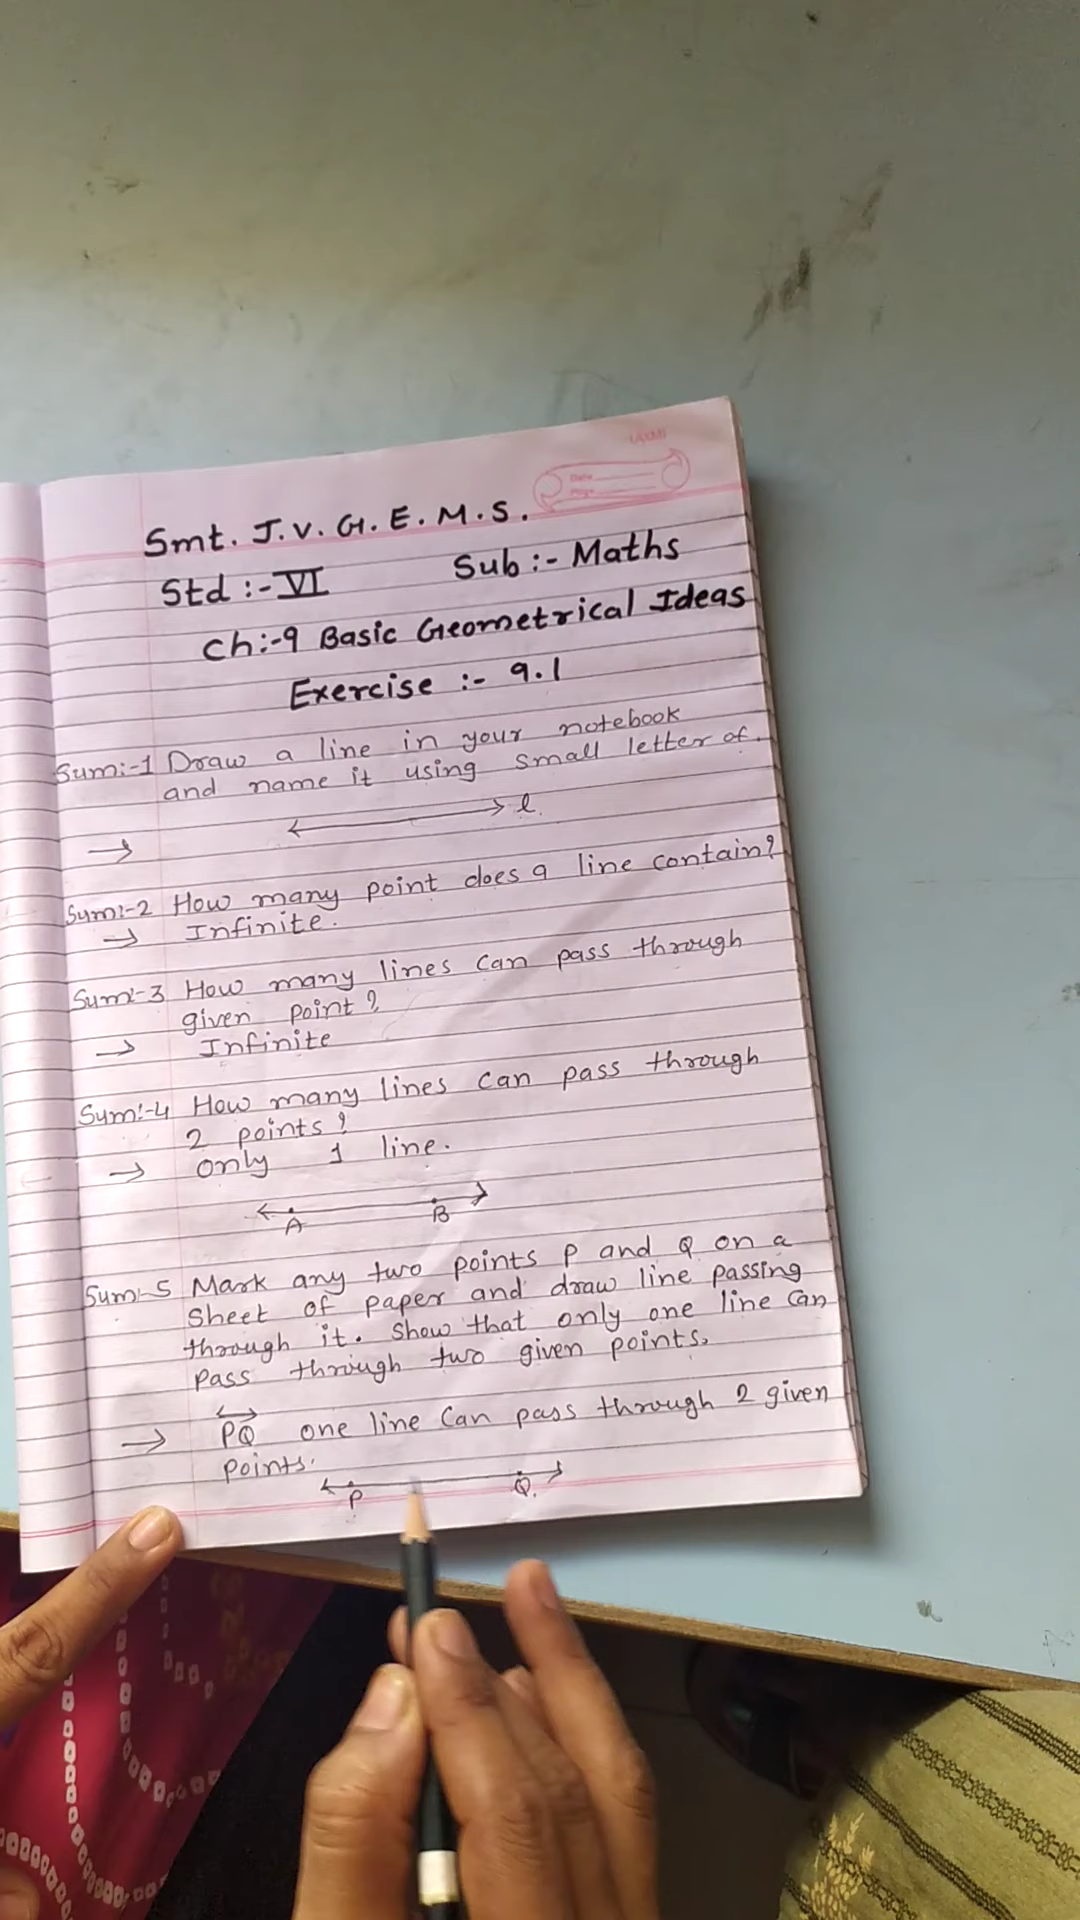 LAXMI
Date
Page
Smt. J.V.G.E.M.S.
Std :- VI Sub :- Maths
Ch:-9 Basic Geometrical Ideas
Exercise :- 9.1
Sum:-1 Draw a line in your notebook
and name it using small letter of.
→ l.
Sum:-2 How many point does a line contain?
→ Infinite.
Sum:-3 How many lines can pass through
given point?
→ Infinite
Sum:-4 How many lines can pass through
2 points?
→ only 1 line.
A B
Sum:-5 Mark any two points P and Q on a
Sheet of paper and draw line passing
through it. Show that only one line can
pass through two given points.
→ PQ one line can pass through 2 given
points.
P Q.